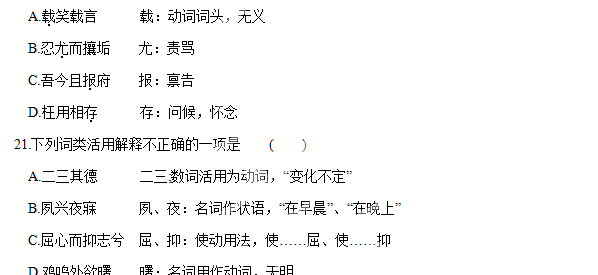 A.载笑载言 载：动词词头，无义
B.忍尤而攘垢 尤：责骂
C.吾今且报府 报：禀告
D.枉用相存 存：问候，怀念
21.下列词类活用解释不正确的一项是 ( )
A.二三其德 二三:数词活用为动词，“变化不定”
B.夙兴夜寐 夙、夜：名词作状语，“在早晨”、“在晚上”
C.屈心而抑志兮 屈、抑：使动用法，使……屈、使……抑
D.鸡鸣外欲曙 曙：名词用作动词，天明